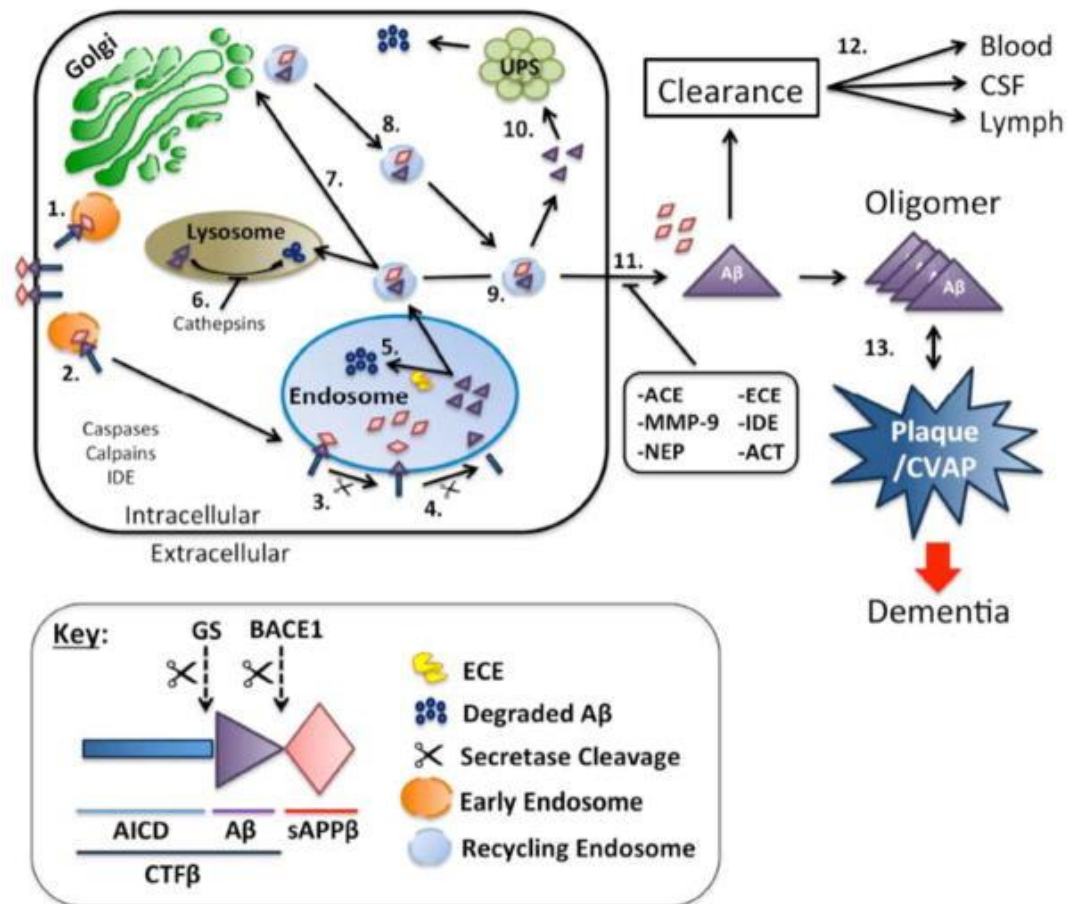 Golgi
UPS
12.
Blood
CSF
Lymph
Clearance
8.
10.
7.
1.
Oligomer
Lysosome
11.
Aβ
Aβ
6.
9.
Cathepsins
2.
5.
13.
Endosome
-ACE -ECE
-MMP-9 -IDE
-NEP -ACT
Plaque
/CVAP
Caspases
Calpains
IDE
3.
4.
Intracellular
Extracellular
Dementia
Key:
GS BACE1
ECE
Degraded Aβ
Secretase Cleavage
Early Endosome
Recycling Endosome
AICD Aβ sAPPβ
CTFβ